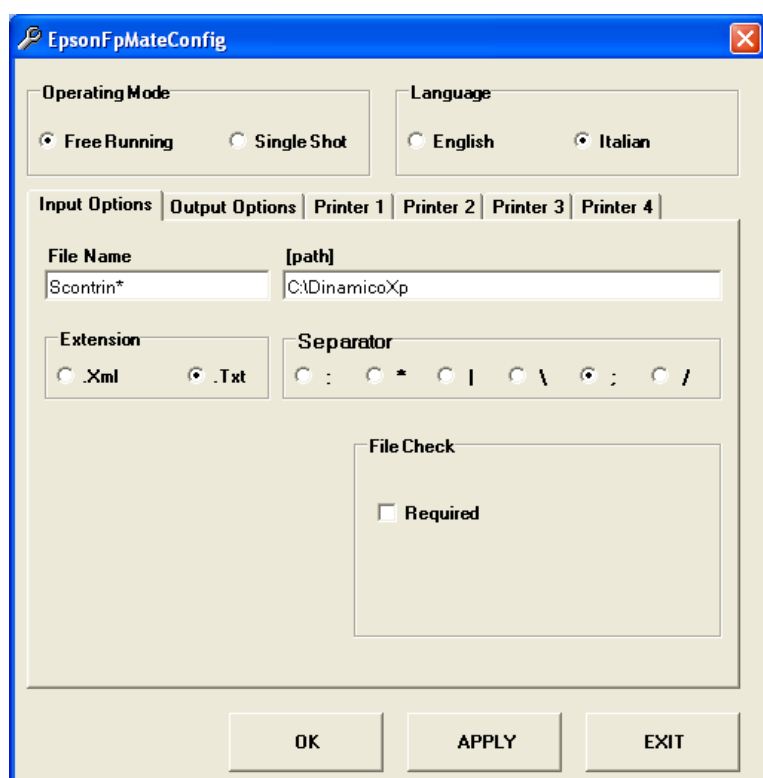 EpsonFpMateConfig
Operating Mode
Language
Free Running
Single Shot
English
Italian
Input Options
Output Options
Printer 1
Printer 2
Printer 3
Printer 4
File Name
[path]
Scontrin*
C:\DinamicoXp
Extension
Separator
.Xml
.Txt
:
*
|
\
;
/
File Check
Required
OK
APPLY
EXIT